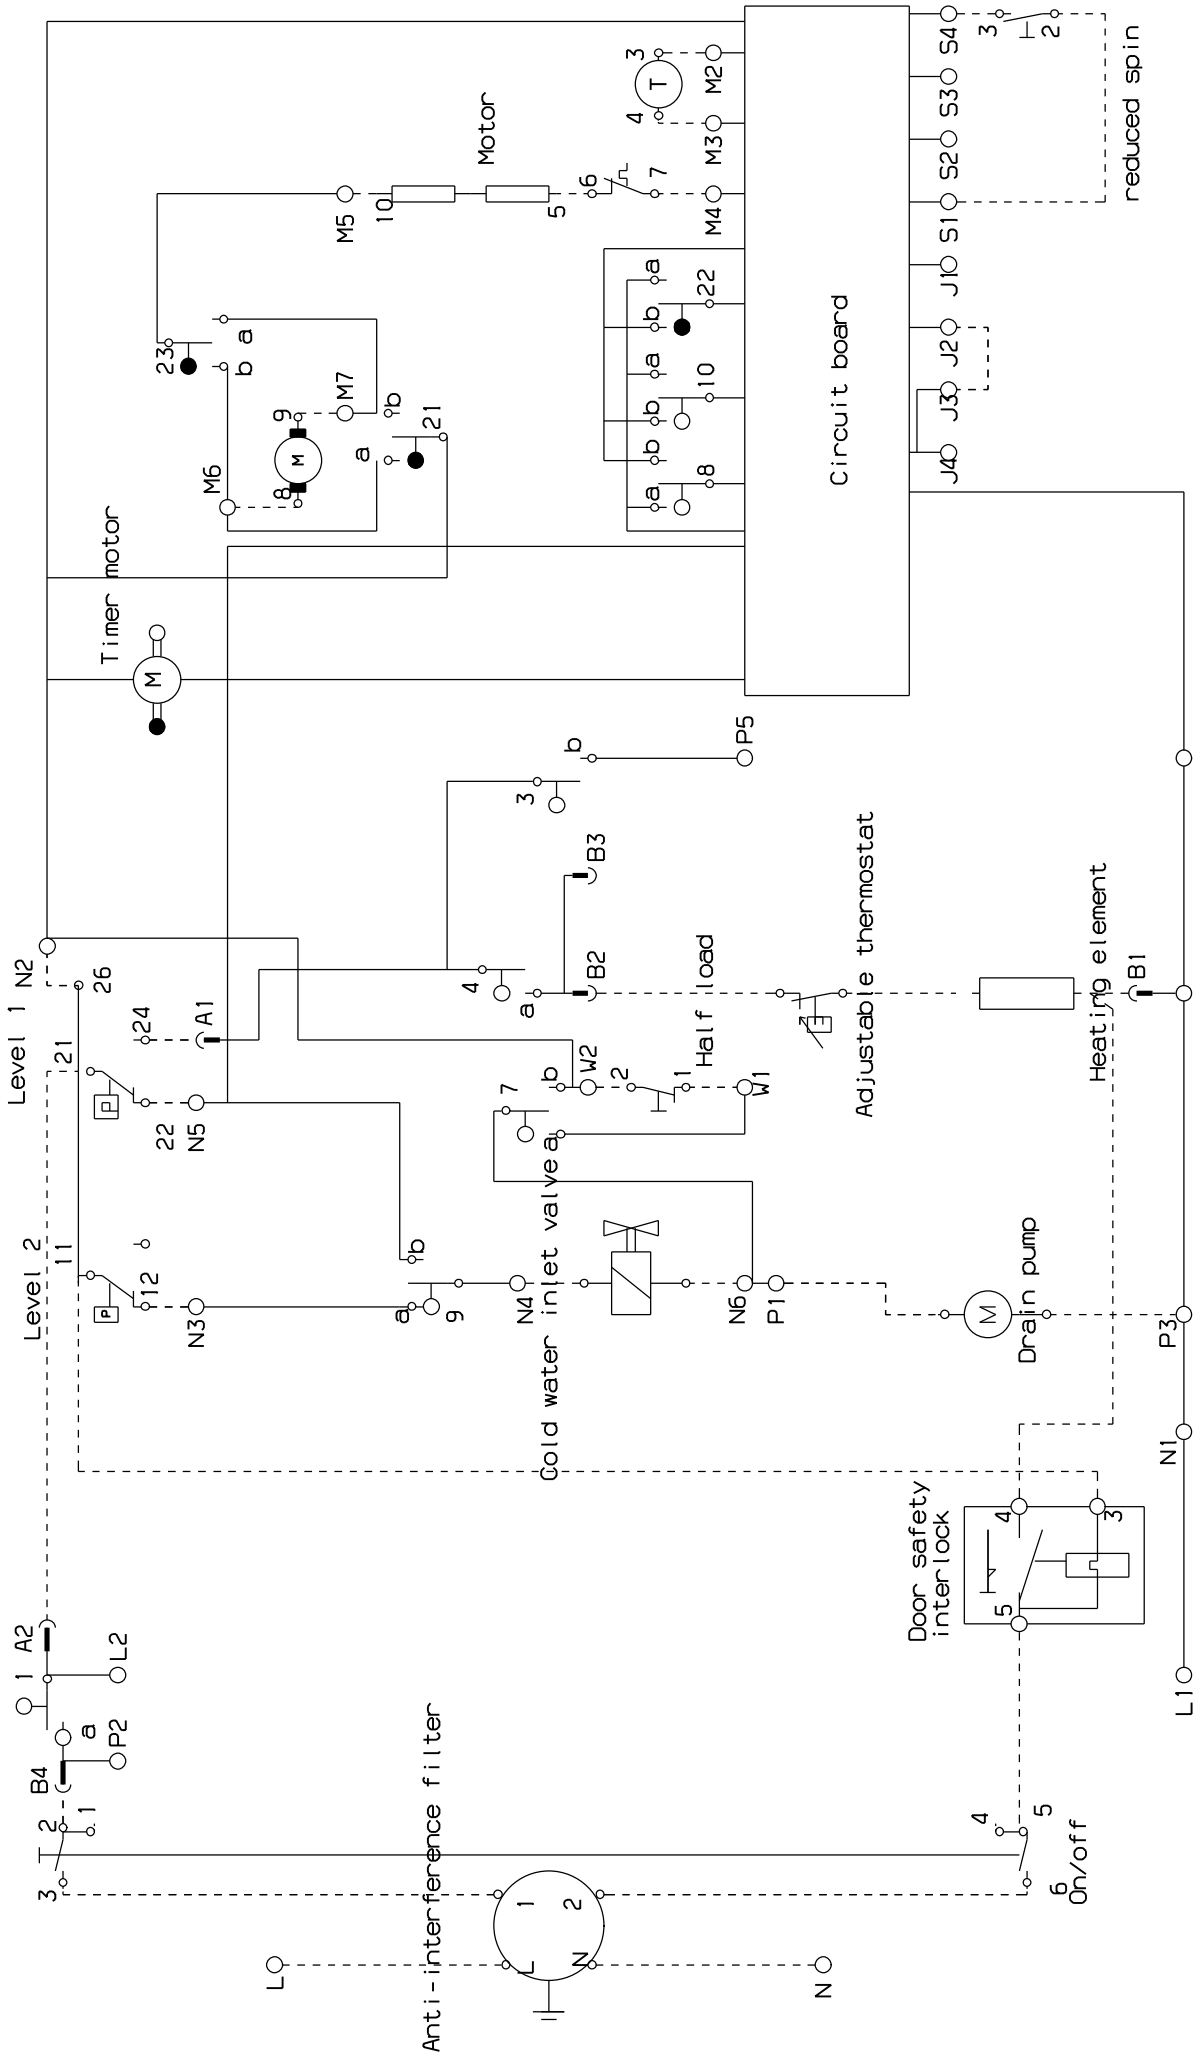 L
N
Anti-interference filter
L
1
N
2
3
2
1
B4
P2
a
1
A2
L2
On/off
6
5
4
Door safety
interlock
5
4
3
L1
N1
P3
Level 2
11
12
P
N3
a
b
9
N4
Cold water inlet valve
N6
P1
M
Drain pump
Level 1
21
22
24
P
N5
A1
N2
26
7
a
b
W2
2
1
W1
Half load
4
a
B2
B3
Adjustable thermostat
Heating element
B1
3
b
P5
Timer motor
M
M6
8
M
9
M7
a
b
21
23
b
a
M5
10
5
Motor
6
7
M4
M3
M2
4
T
3
a
8
b
b
10
a
b
22
a
Circuit board
J4
J3
J2
J1
S1
S2
S3
S4
3
2
reduced spin